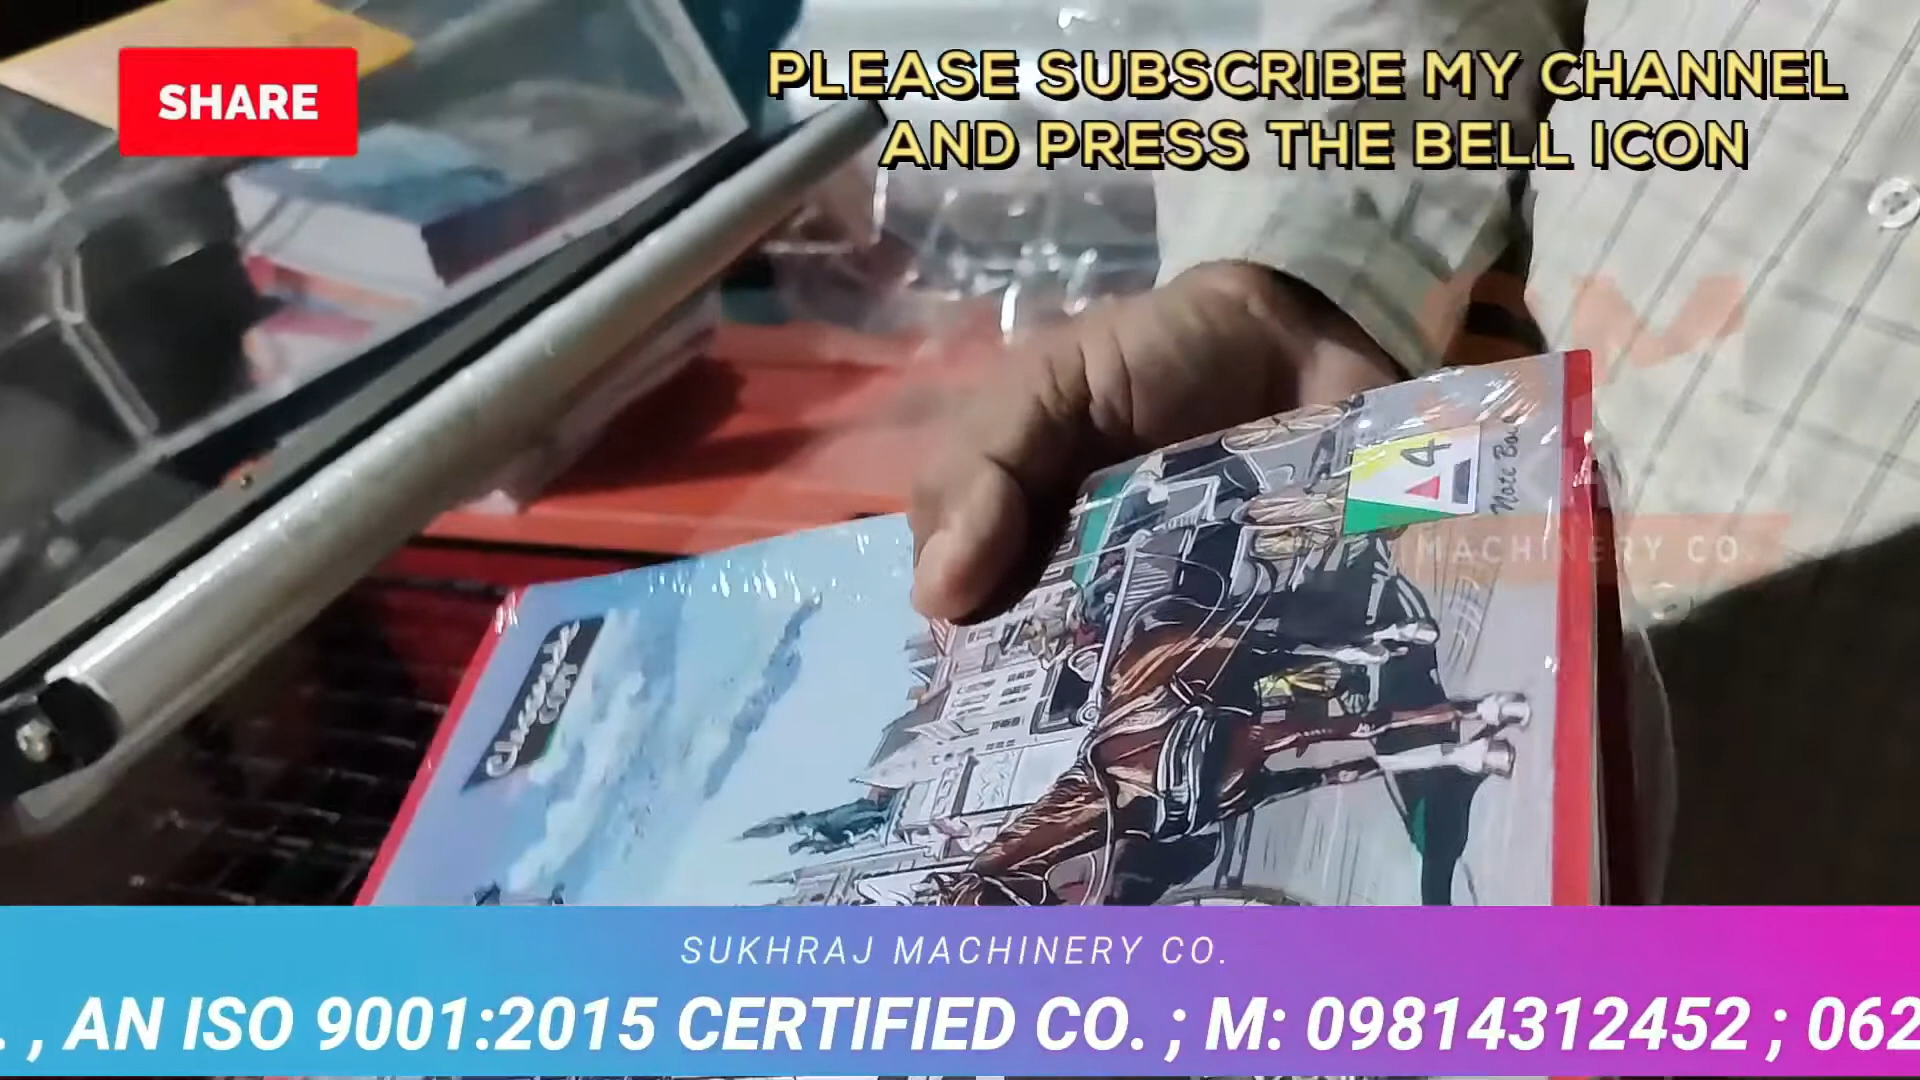 SHARE
PLEASE SUBSCRIBE MY CHANNEL
AND PRESS THE BELL ICON
A4
MACHINERY CO.
SUKHRAJ MACHINERY CO.
. , AN ISO 9001:2015 CERTIFIED CO. ; M: 09814312452 ; 062